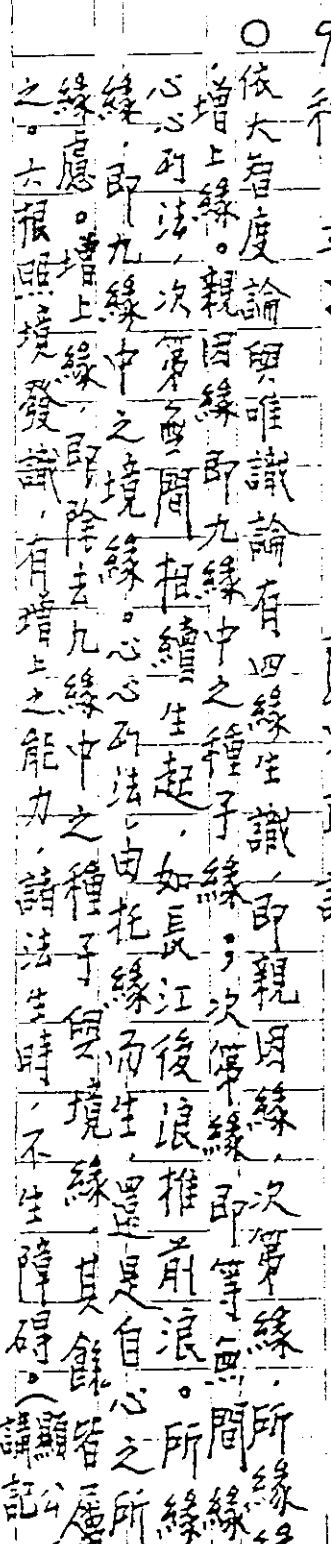 ○依大智度論與唯識論有四緣生識，即親因緣，次第緣，所緣緣
增上緣。親因緣即九緣中之種子緣。，次第緣，即等無間緣
心心所法，次第無間相續生起，如長江後浪推前浪。所緣
緣，即九緣中之境緣。心心所法，由托緣而生，還是自心之所
緣慮。增上緣，即除去九緣中之種子與境緣，其餘皆屬
之。六根照境發識，有增上之能力，諸法生時，不生障礙。（顯公
講記